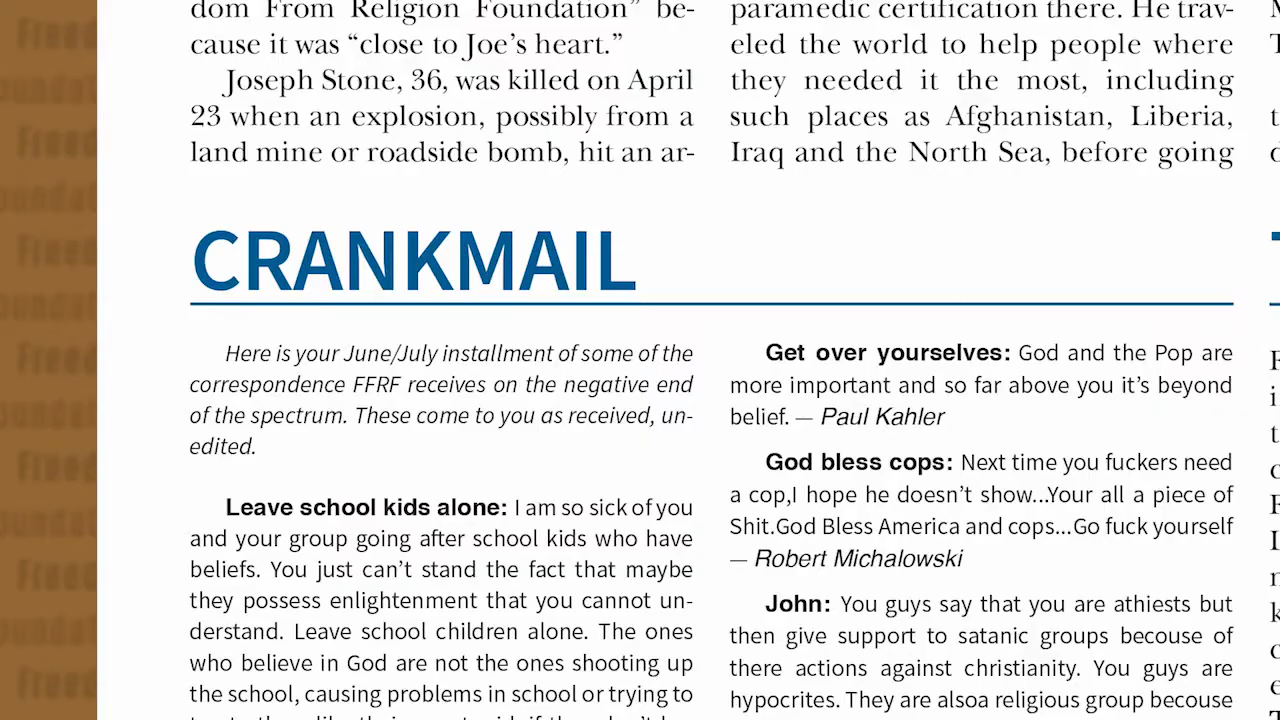 dom From Religion Foundation” be-
cause it was “close to Joe’s heart.”
Joseph Stone, 36, was killed on April
23 when an explosion, possibly from a
land mine or roadside bomb, hit an ar-
paramedic certification there. He trav-
eled the world to help people where
they needed it the most, including
such places as Afghanistan, Liberia,
Iraq and the North Sea, before going
CRANKMAIL
Here is your June/July installment of some of the
correspondence FFRF receives on the negative end
of the spectrum. These come to you as received, un-
edited.
Leave school kids alone: I am so sick of you
and your group going after school kids who have
beliefs. You just can’t stand the fact that maybe
they possess enlightenment that you cannot un-
derstand. Leave school children alone. The ones
who believe in God are not the ones shooting up
the school, causing problems in school or trying to
Get over yourselves: God and the Pop are
more important and so far above you it’s beyond
belief. — Paul Kahler
God bless cops: Next time you fuckers need
a cop,I hope he doesn’t show...Your all a piece of
Shit.God Bless America and cops...Go fuck yourself
— Robert Michalowski
John: You guys say that you are athiests but
then give support to satanic groups becouse of
there actions against christianity. You guys are
hypocrites. They are alsoa religious group becouse